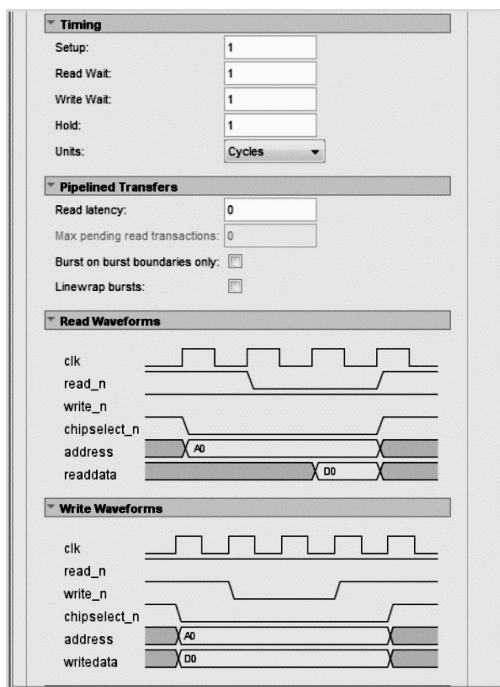 Timing
Setup: 1
Read Wait: 1
Write Wait: 1
Hold: 1
Units: Cycles
Pipelined Transfers
Read latency: 0
Max pending read transactions: 0
Burst on burst boundaries only:
Linewrap bursts:
Read Waveforms
clk
read_n
write_n
chipselect_n
address A0
readdata D0
Write Waveforms
clk
read_n
write_n
chipselect_n
address A0
writedata D0